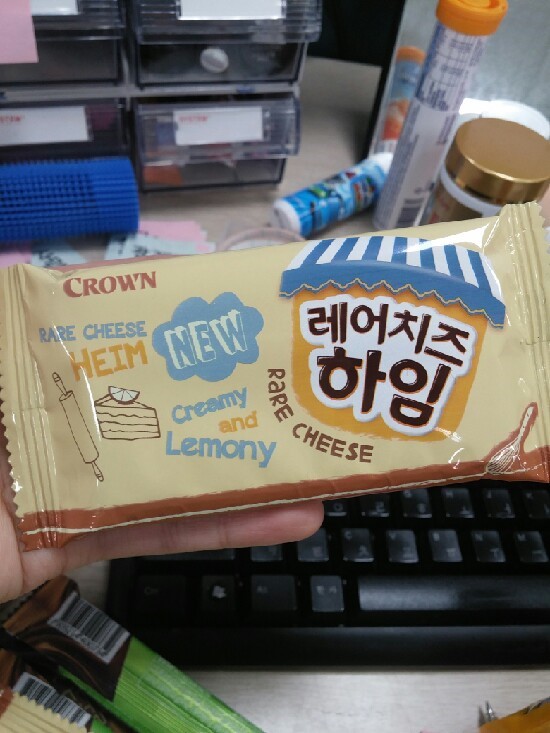 CROWN
RARE CHEESE
HEIM
NEW
Creamy
and
Lemony
레어치즈
하임
RARE CHEESE